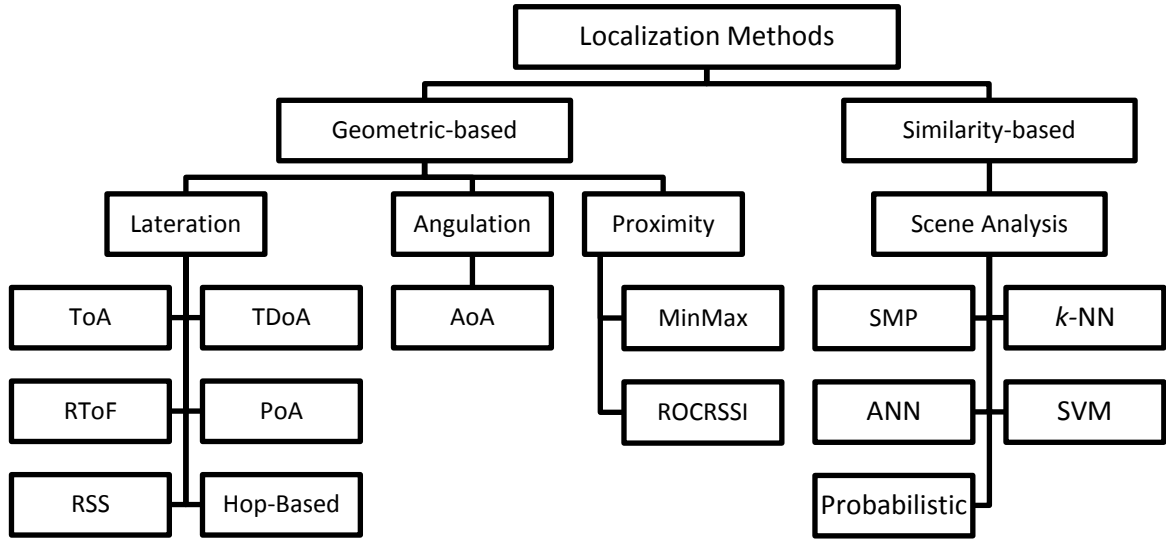 Localization Methods
Geometric-based
Similarity-based
Lateration
Angulation
Proximity
Scene Analysis
ToA
TDoA
AoA
MinMax
SMP
k-NN
RToF
PoA
ROCRSSI
ANN
SVM
RSS
Hop-Based
Probabilistic